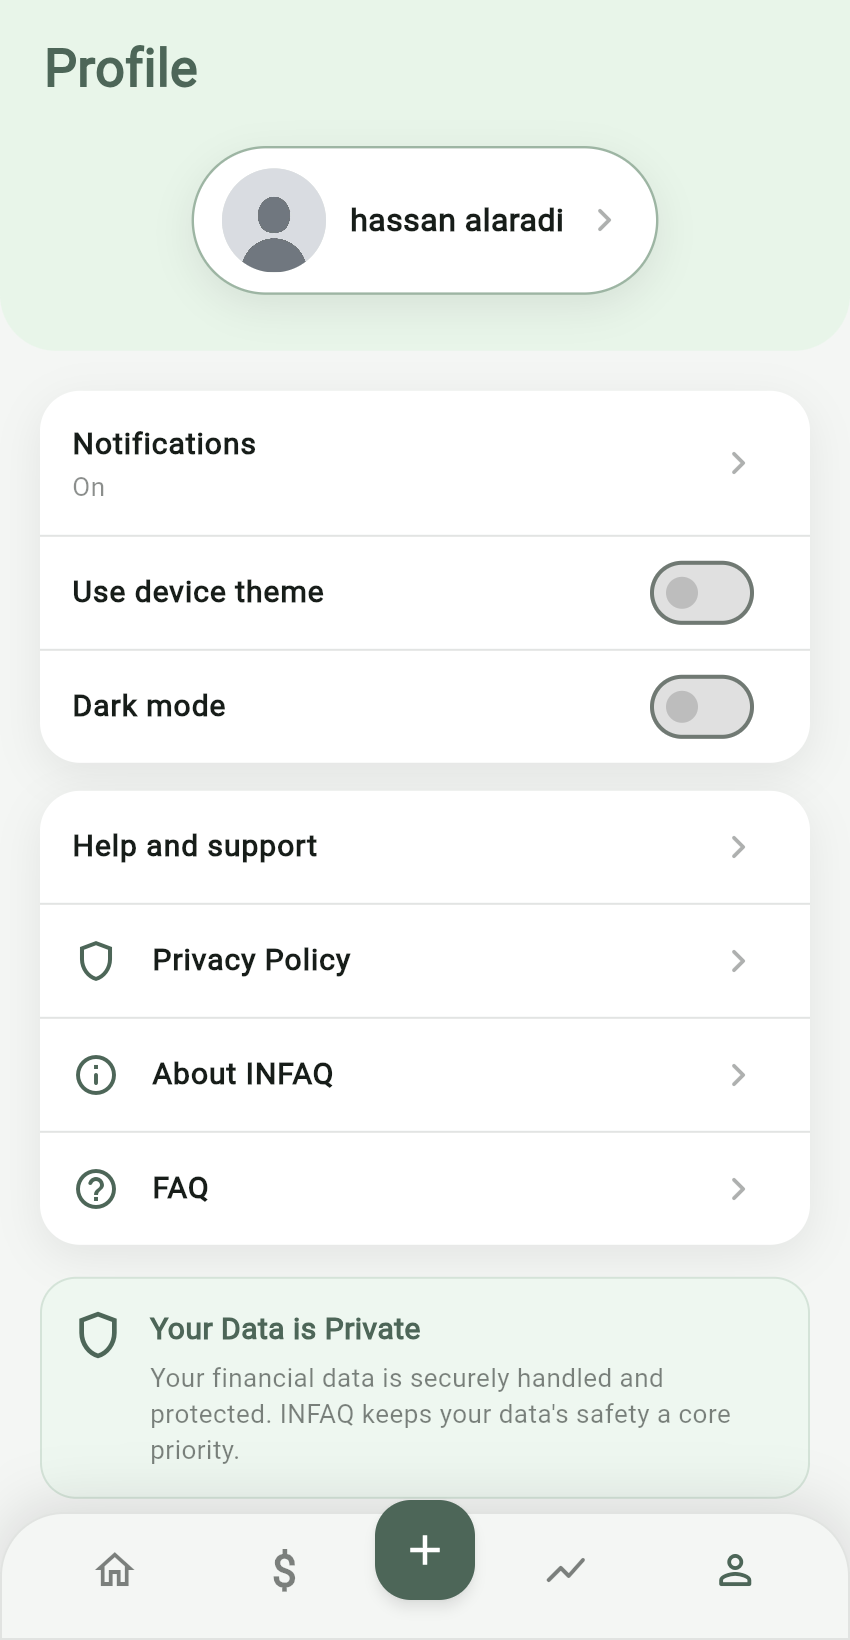 Profile
hassan alaradi
Notifications
On
Use device theme
Dark mode
Help and support
Privacy Policy
About INFAQ
FAQ
Your Data is Private
Your financial data is securely handled and
protected. INFAQ keeps your data's safety a core
priority.